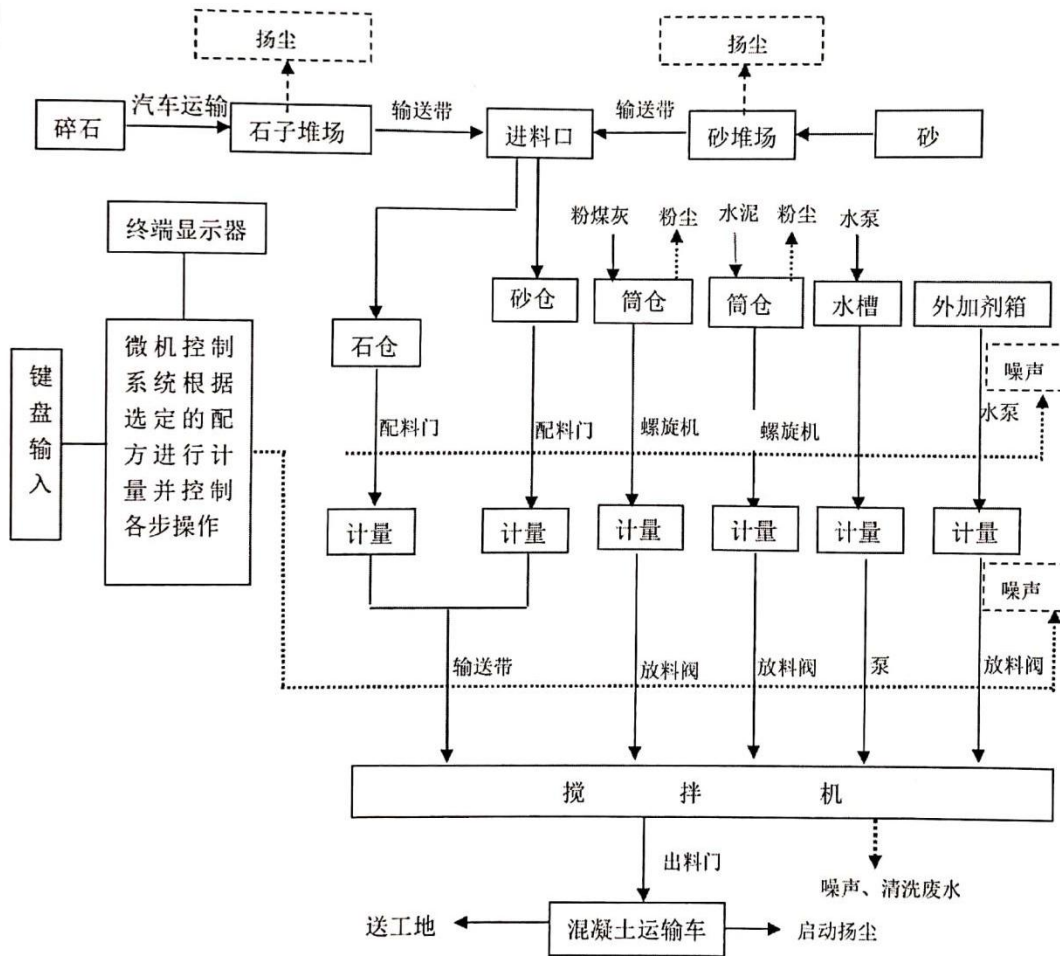 扬尘
扬尘
碎石
汽车运输
石子堆场
输送带
进料口
输送带
砂堆场
砂
终端显示器
粉煤灰
粉尘
水泥
粉尘
水泵
砂仓
筒仓
筒仓
水槽
外加剂箱
石仓
键盘输入
微机控制
系统根据
选定的配
方进行计
量并控制
各步操作
噪声
配料门
配料门
螺旋机
螺旋机
水泵
计量
计量
计量
计量
计量
计量
噪声
输送带
放料阀
放料阀
泵
放料阀
搅拌机
出料门
噪声、清洗废水
送工地
混凝土运输车
启动扬尘